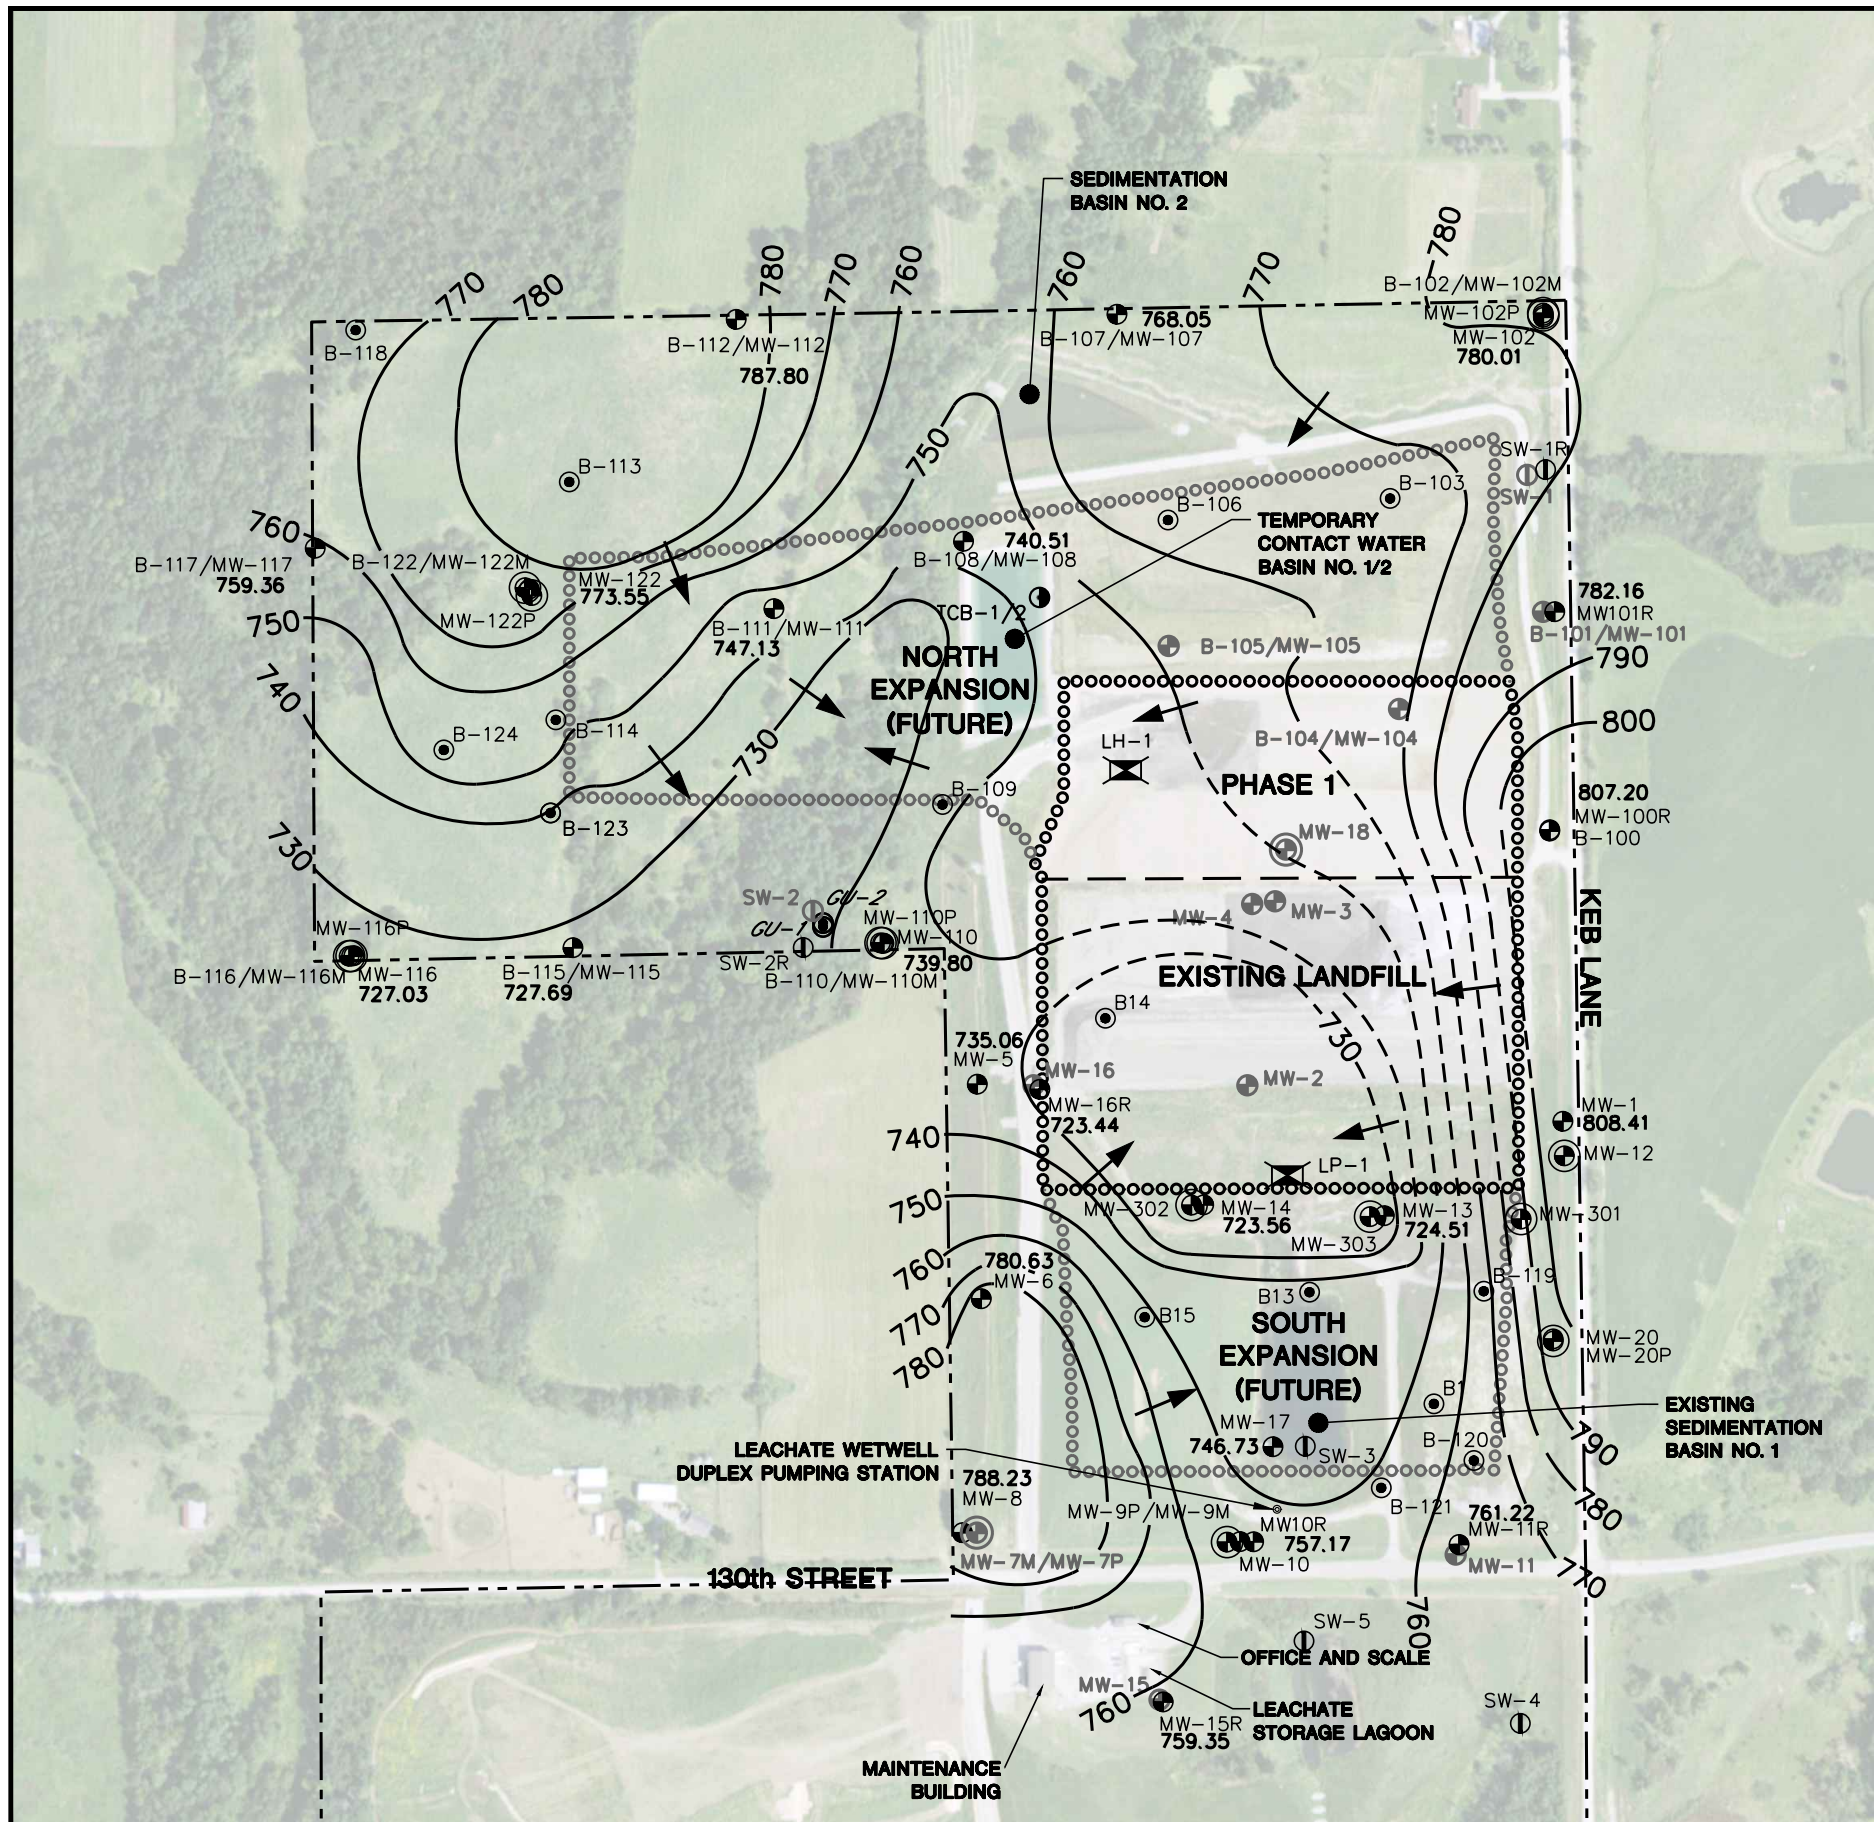 SEDIMENTATION
BASIN NO. 2
770
780
780
770
760
760
770
780
B-102/MW-102M
MW-102P
MW-102
780.01
B-118
B-112/MW-112
787.80
768.05
B-107/MW-107
750
B-113
B-106
B-103
SW-1R
SW-1
TEMPORARY
CONTACT WATER
BASIN NO. 1/2
760
B-117/MW-117
759.36
B-122/MW-122M
MW-122
773.55
MW-122P
740.51
B-108/MW-108
TCB-1/2
B-111/MW-111
747.13
750
782.16
MW101R
B-101/MW-101
790
B-105/MW-105
NORTH
EXPANSION
(FUTURE)
740
B-124
B-114
730
LH-1
B-104/MW-104
800
PHASE 1
B-109
B-123
807.20
MW-100R
B-100
MW-18
730
SW-2
GU-2
GU-1
MW-110P
MW-110
739.80
SW-2R
B-110/MW-110M
MW-4
MW-3
KEB LANE
MW-116P
B-116/MW-116M
MW-116
727.03
B-115/MW-115
727.69
EXISTING LANDFILL
B14
730
735.06
MW-5
MW-16
MW-16R
723.44
MW-2
MW-1
808.41
MW-12
740
LP-1
750
MW-302
MW-14
723.56
MW-303
MW-13
724.51
MW-301
760
780.63
MW-6
B-119
B13
770
B15
SOUTH
EXPANSION
(FUTURE)
MW-20
MW-20P
780
B1
EXISTING
SEDIMENTATION
BASIN NO. 1
MW-17
746.73
SW-3
B-120
790
LEACHATE WETWELL
DUPLEX PUMPING STATION
788.23
MW-8
MW-9P/MW-9M
MW10R
757.17
MW-10
B-121
761.22
MW-11R
MW-11
780
MW-7M/MW-7P
770
130th STREET
760
SW-5
OFFICE AND SCALE
MW-15
760
MW-15R
759.35
LEACHATE
STORAGE LAGOON
SW-4
MAINTENANCE
BUILDING